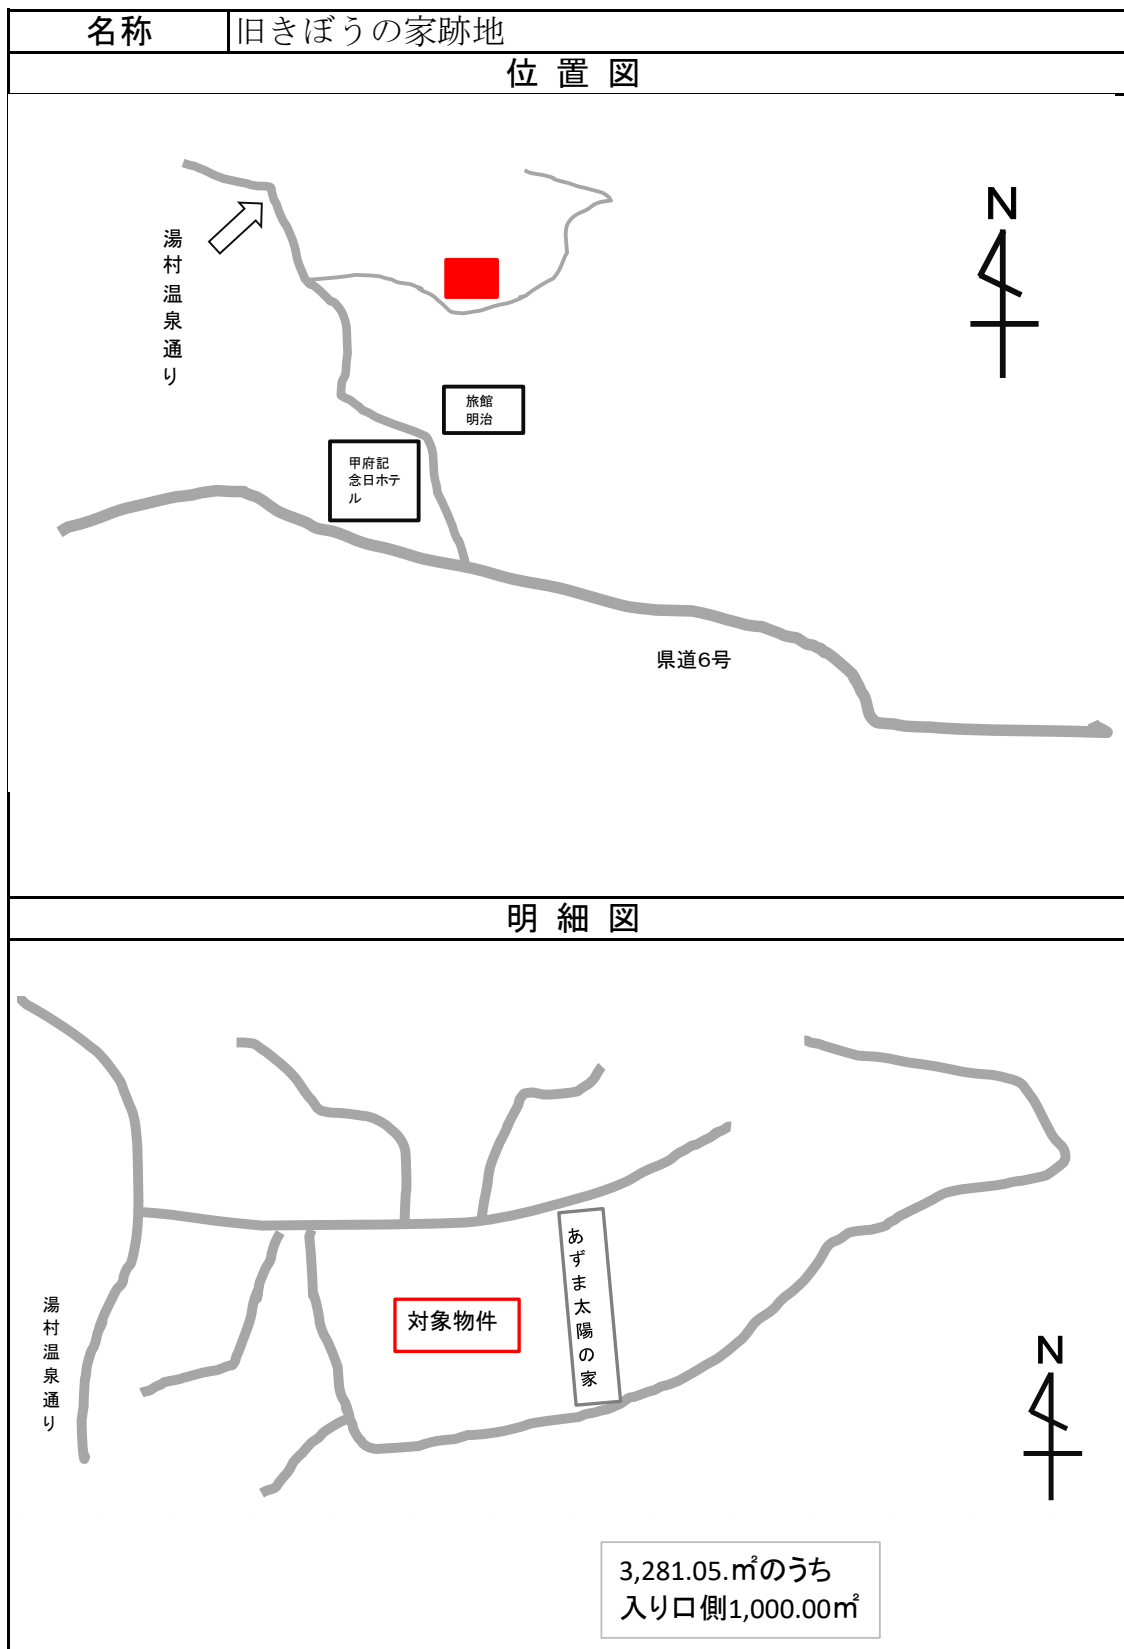 名称
旧きぼうの家跡地
位置図
N
湯村温泉通り
旅館
明治
甲府記
念日ホテ
ル
県道6号
明細図
あずま太陽の家
対象物件
湯村温泉通り
N
3,281.05.㎡のうち
入り口側1,000.00㎡